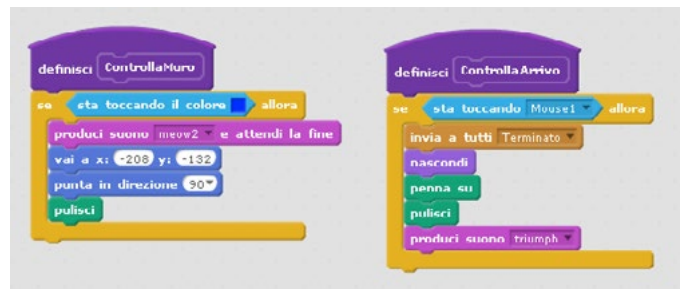 definisci ControllaMuro
se sta toccando il colore allora
produci suono meow2 e attendi la fine
vai a x: -208 y: -132
punta in direzione 90
pulisci
definisci ControllaArrivo
se sta toccando Mouse1 allora
invia a tutti Terminato
nascondi
penna su
pulisci
produci suono triumph